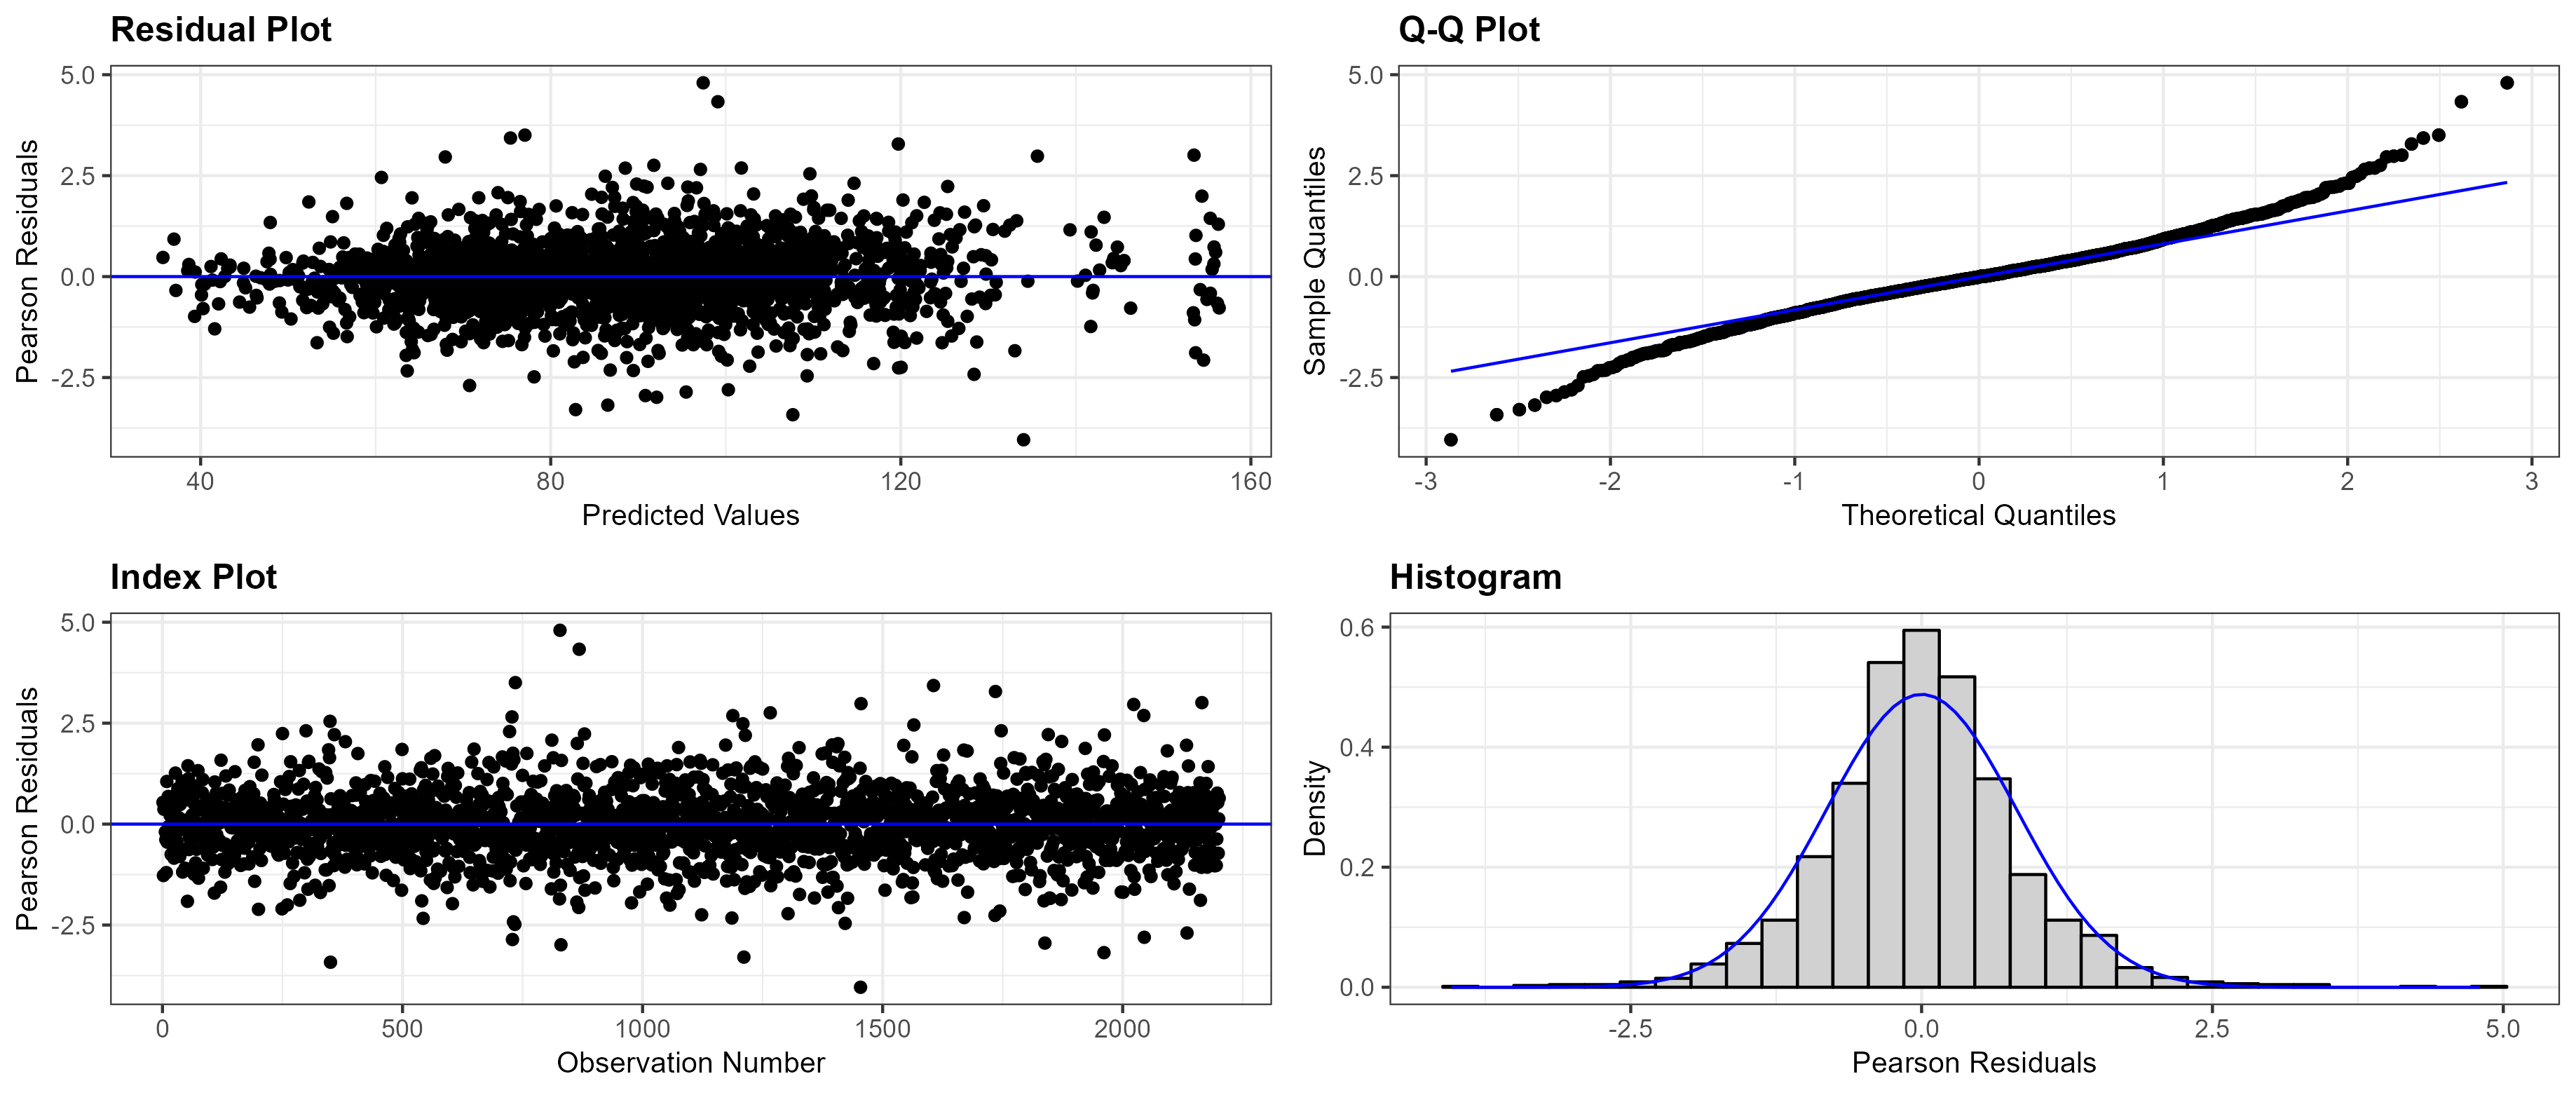 Residual Plot
5.0
2.5
0.0
-2.5
Pearson Residuals
40 80 120 160
Predicted Values
Q-Q Plot
5.0
2.5
0.0
-2.5
Sample Quantiles
-3 -2 -1 0 1 2 3
Theoretical Quantiles
Index Plot
5.0
2.5
0.0
-2.5
Pearson Residuals
0 500 1000 1500 2000
Observation Number
Histogram
0.6
0.4
0.2
0.0
Density
-2.5 0.0 2.5 5.0
Pearson Residuals